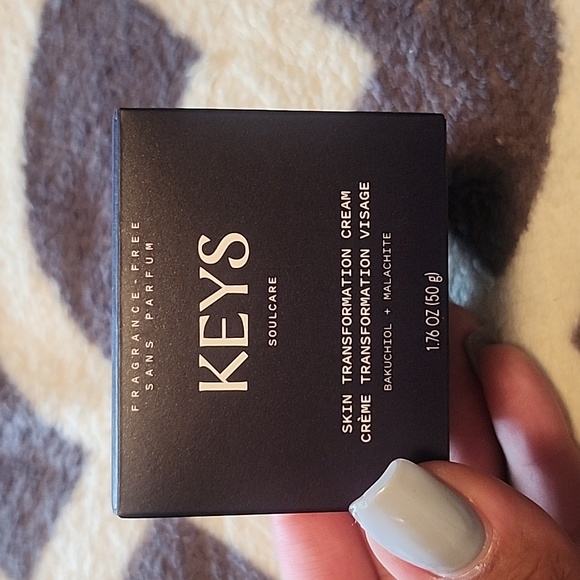 FRAGRANCE-FREE
SANS PARFUM
KEYS
SOULCARE
SKIN TRANSFORMATION CREAM
CRÈME TRANSFORMATION VISAGE
BAKUCHIOL + MALACHITE
1.76 OZ (50 g)